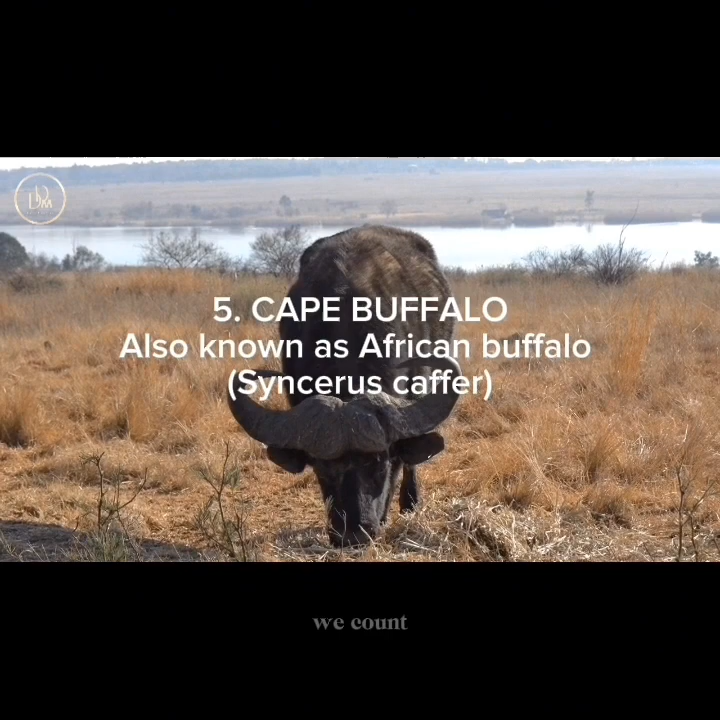 5. CAPE BUFFALO
Also known as African buffalo
(Syncerus caffer)
we count